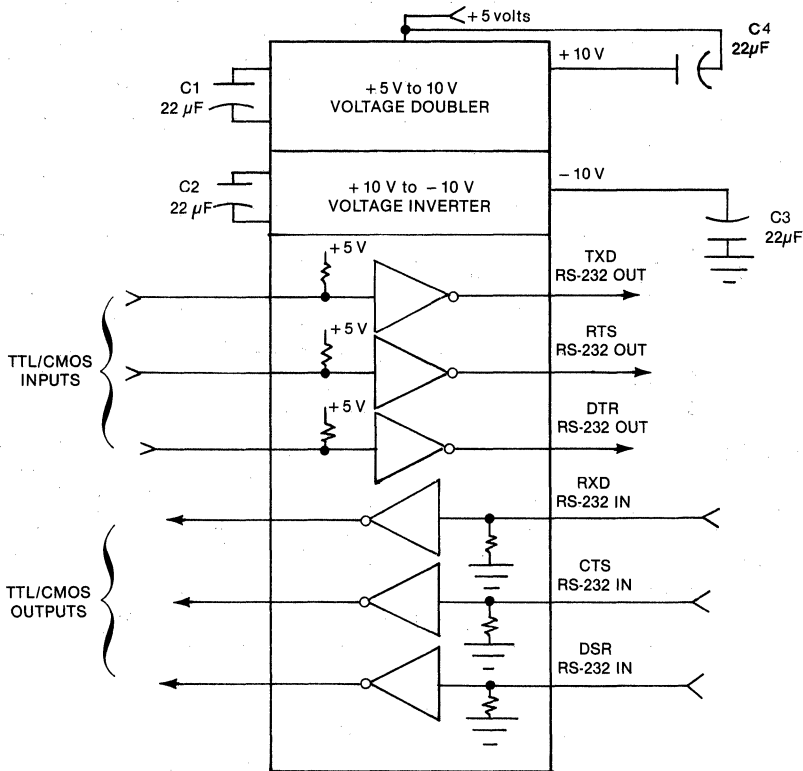 +5 volts
C4
22µF
+10 V
C1
22 µF
+5 V to 10 V
VOLTAGE DOUBLER
C2
22 µF
+10 V to −10 V
VOLTAGE INVERTER
−10 V
C3
22µF
+5 V
TXD
RS-232 OUT
+5 V
RTS
RS-232 OUT
TTL/CMOS
INPUTS
+5 V
DTR
RS-232 OUT
RXD
RS-232 IN
CTS
RS-232 IN
TTL/CMOS
OUTPUTS
DSR
RS-232 IN